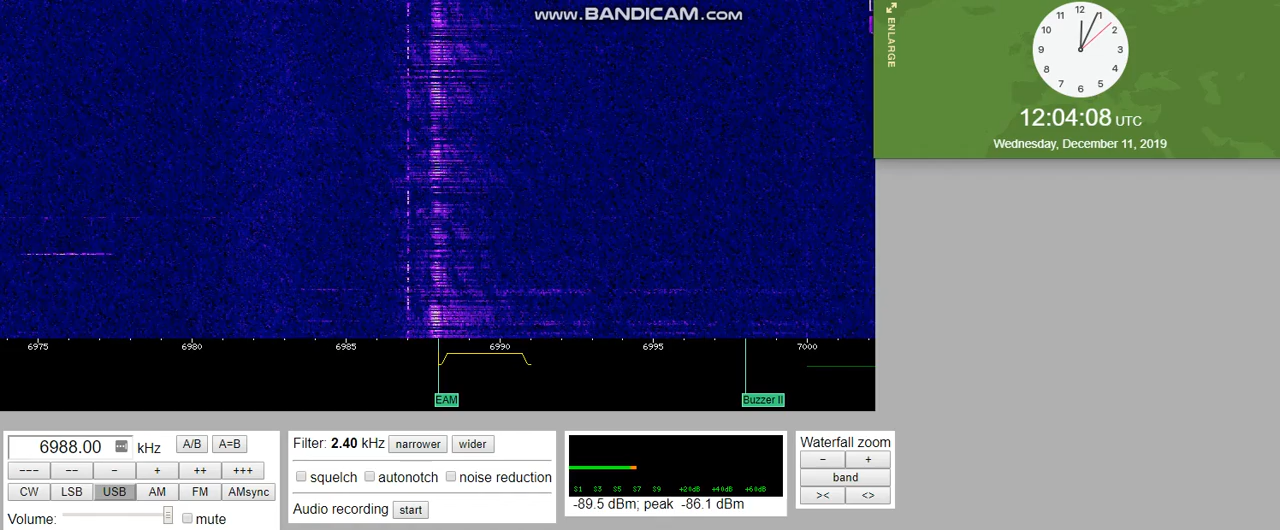 www.BANDICAM.com
ENLARGE
12
1
2
3
4
5
6
7
8
9
10
11
12:04:08 UTC
Wednesday, December 11, 2019
6975 6980 6985 6990 6995 7000
EAM Buzzer II
6988.00 kHz A/B A=B
--- -- - + ++ +++
CW LSB USB AM FM AMsync
Volume: mute
Filter: 2.40 kHz narrower wider
squelch autonotch noise reduction
Audio recording start
S1 S3 S5 S7 S9 +20dB +40dB +60dB
-89.5 dBm; peak -86.1 dBm
Waterfall zoom
- +
band
>< <>